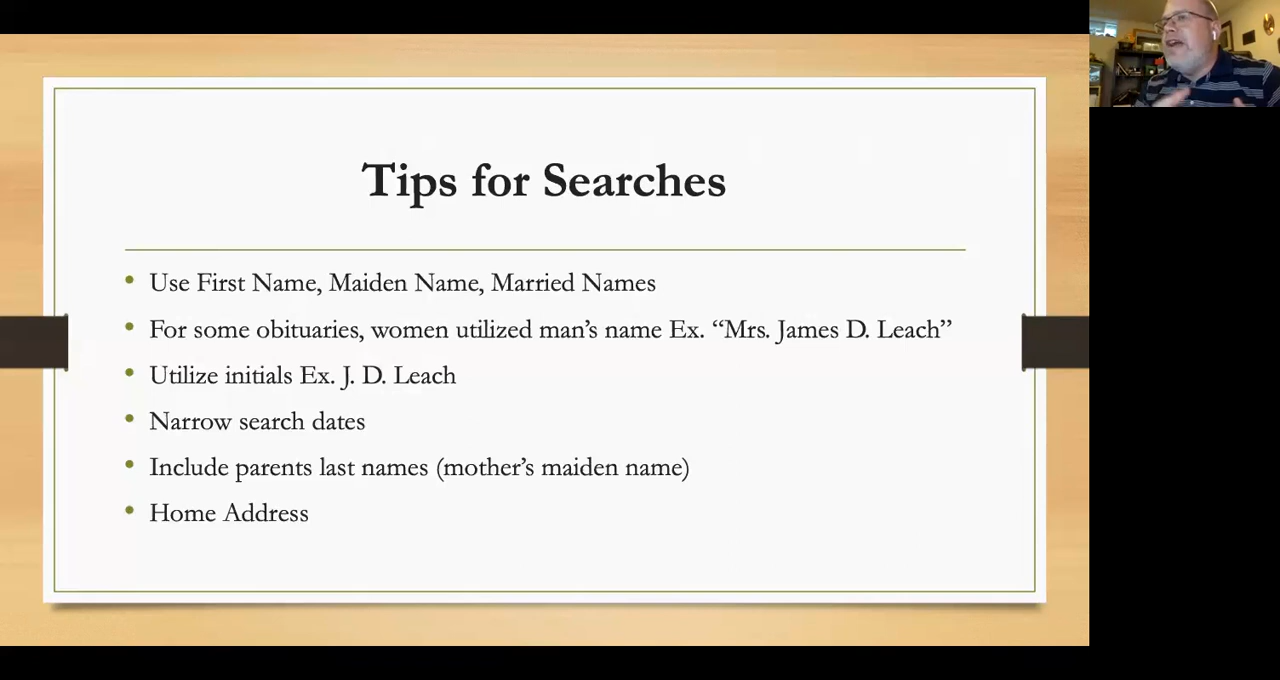 Tips for Searches
• Use First Name, Maiden Name, Married Names
• For some obituaries, women utilized man’s name Ex. “Mrs. James D. Leach”
• Utilize initials Ex. J. D. Leach
• Narrow search dates
• Include parents last names (mother’s maiden name)
• Home Address